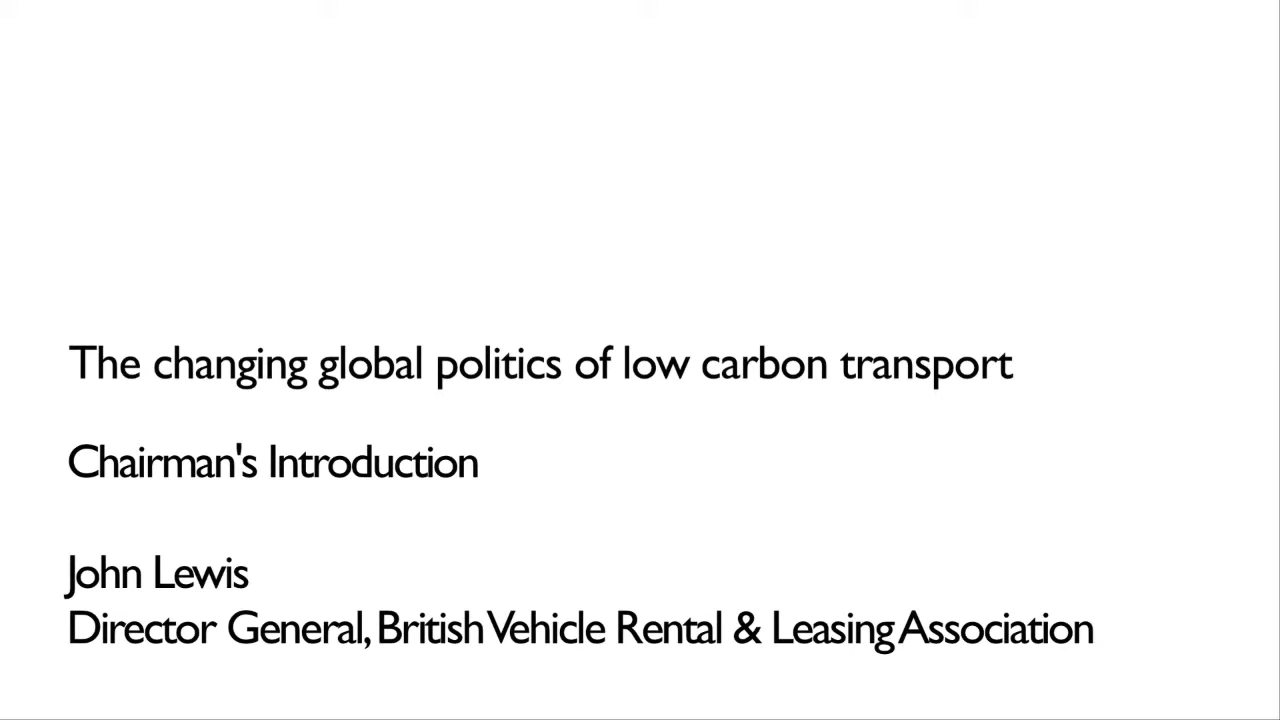 The changing global politics of low carbon transport
Chairman's Introduction
John Lewis
Director General, British Vehicle Rental & Leasing Association